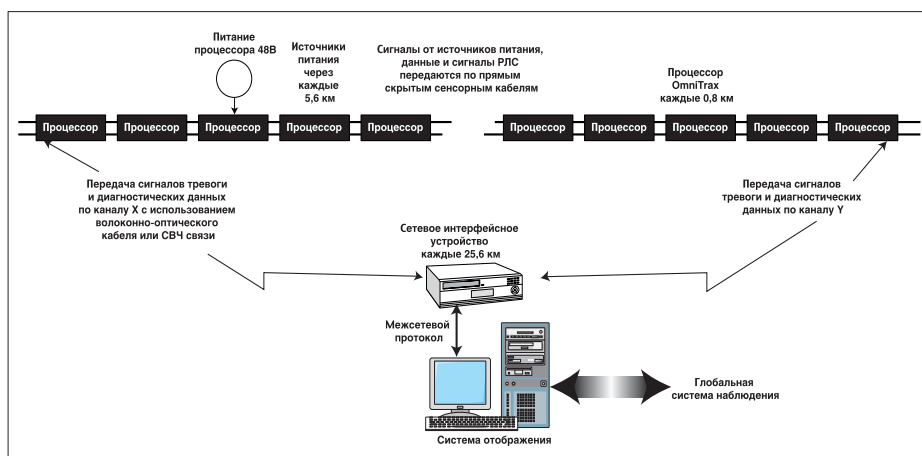 Питание
процессора 48В
Источники
питания
через
каждые
5,6 км
Сигналы от источников питания,
данные и сигналы РЛС
передаются по прямым
скрытым сенсорным кабелям
Процессор
OmniTrax
каждые 0,8 км
Процессор
Процессор
Процессор
Процессор
Процессор
Процессор
Процессор
Процессор
Процессор
Процессор
Передача сигналов тревоги
и диагностических данных
по каналу X с использованием
волоконно-оптического
кабеля или СВЧ связи
Передача сигналов
тревоги и диагностических
данных по каналу Y
Сетевое интерфейсное
устройство
каждые 25,6 км
Межсетевой
протокол
Глобальная
система наблюдения
Система отображения